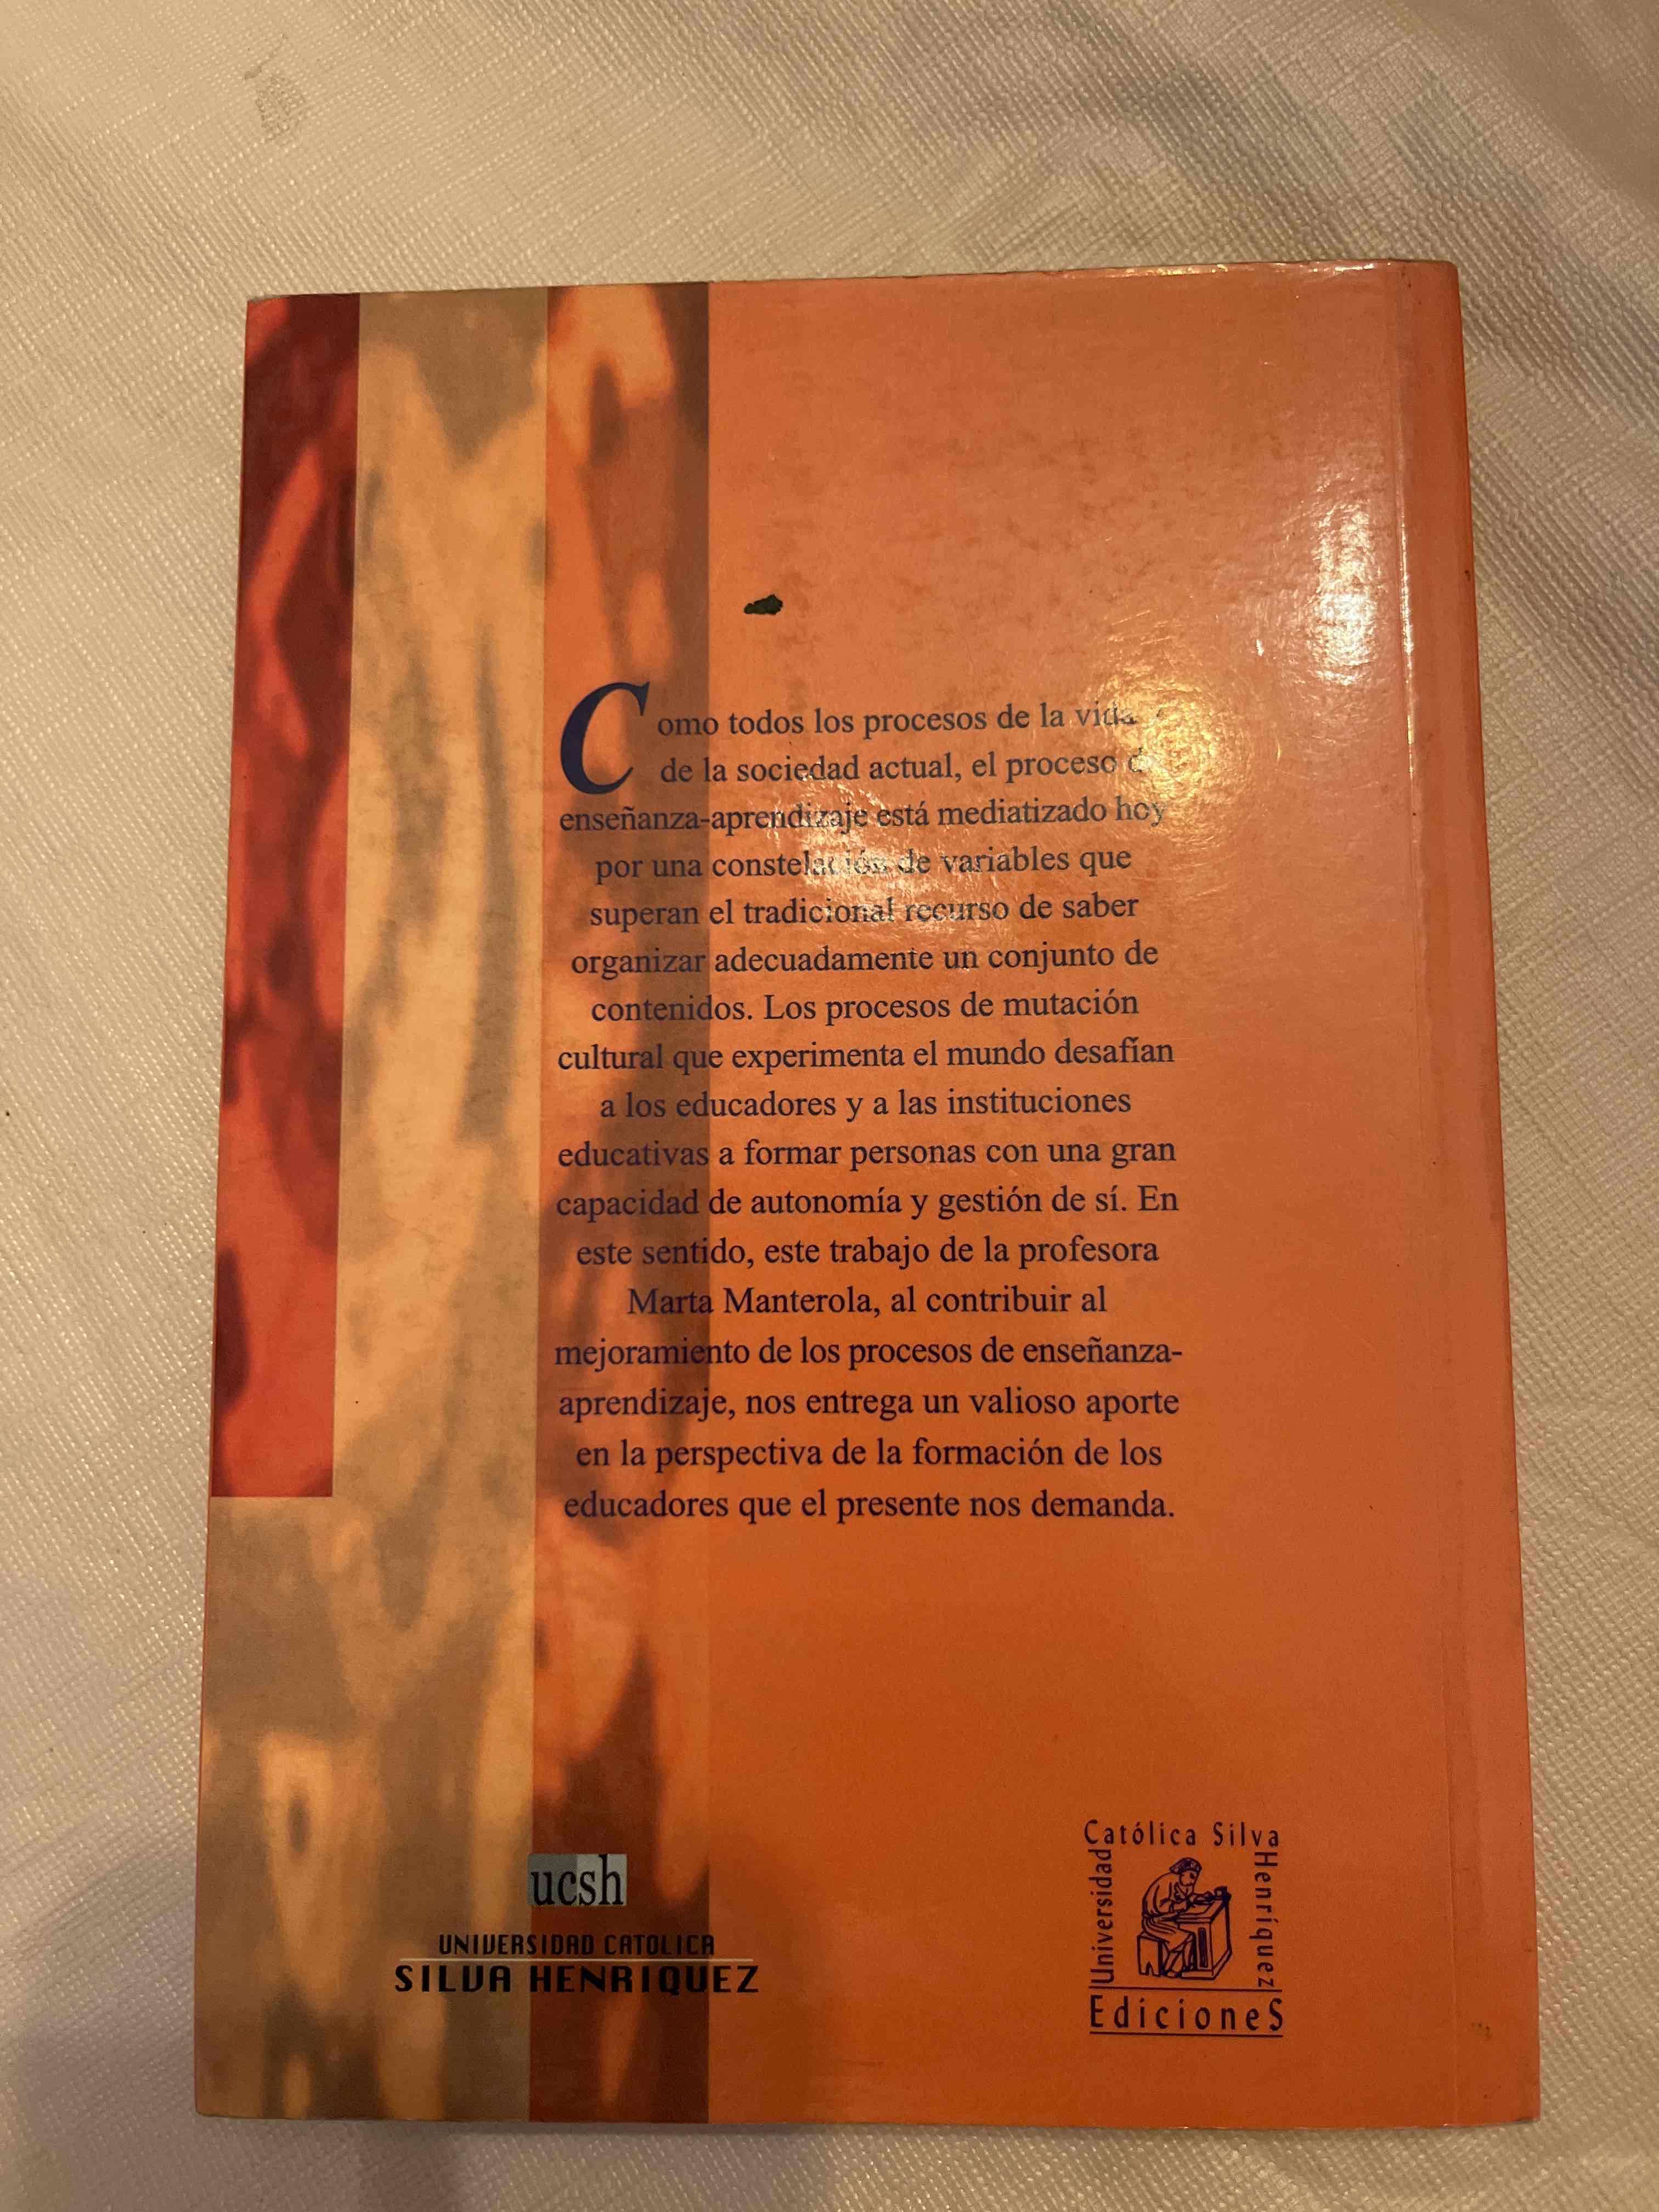 Como todos los procesos de la vida
de la sociedad actual, el proceso
enseñanza-aprendizaje está mediatizado hoy
por una constelación de variables que
superan el tradicional recurso de saber
organizar adecuadamente un conjunto de
contenidos. Los procesos de mutación
cultural que experimenta el mundo desafían
a los educadores y a las instituciones
educativas a formar personas con una gran
capacidad de autonomía y gestión de sí. En
este sentido, este trabajo de la profesora
Marta Manterola, al contribuir al
mejoramiento de los procesos de enseñanza-
aprendizaje, nos entrega un valioso aporte
en la perspectiva de la formación de los
educadores que el presente nos demanda.
ucsh
UNIVERSIDAD CATOLICA
SILVA HENRIQUEZ
Universidad
Católica Silva
Henríquez
EdicioneS